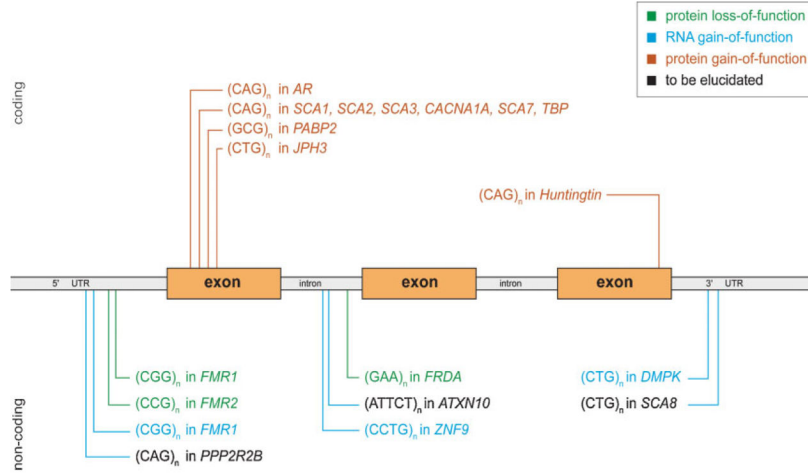 protein loss-of-function
RNA gain-of-function
protein gain-of-function
to be elucidated
coding
(CAG)n in AR
(CAG)n in SCA1, SCA2, SCA3, CACNA1A, SCA7, TBP
(GCG)n in PABP2
(CTG)n in JPH3
(CAG)n in Huntingtin
5' UTR exon intron exon intron exon 3' UTR
non-coding
(CGG)n in FMR1
(CCG)n in FMR2
(CGG)n in FMR1
(CAG)n in PPP2R2B
(GAA)n in FRDA
(ATTCT)n in ATXN10
(CCTG)n in ZNF9
(CTG)n in DMPK
(CTG)n in SCA8